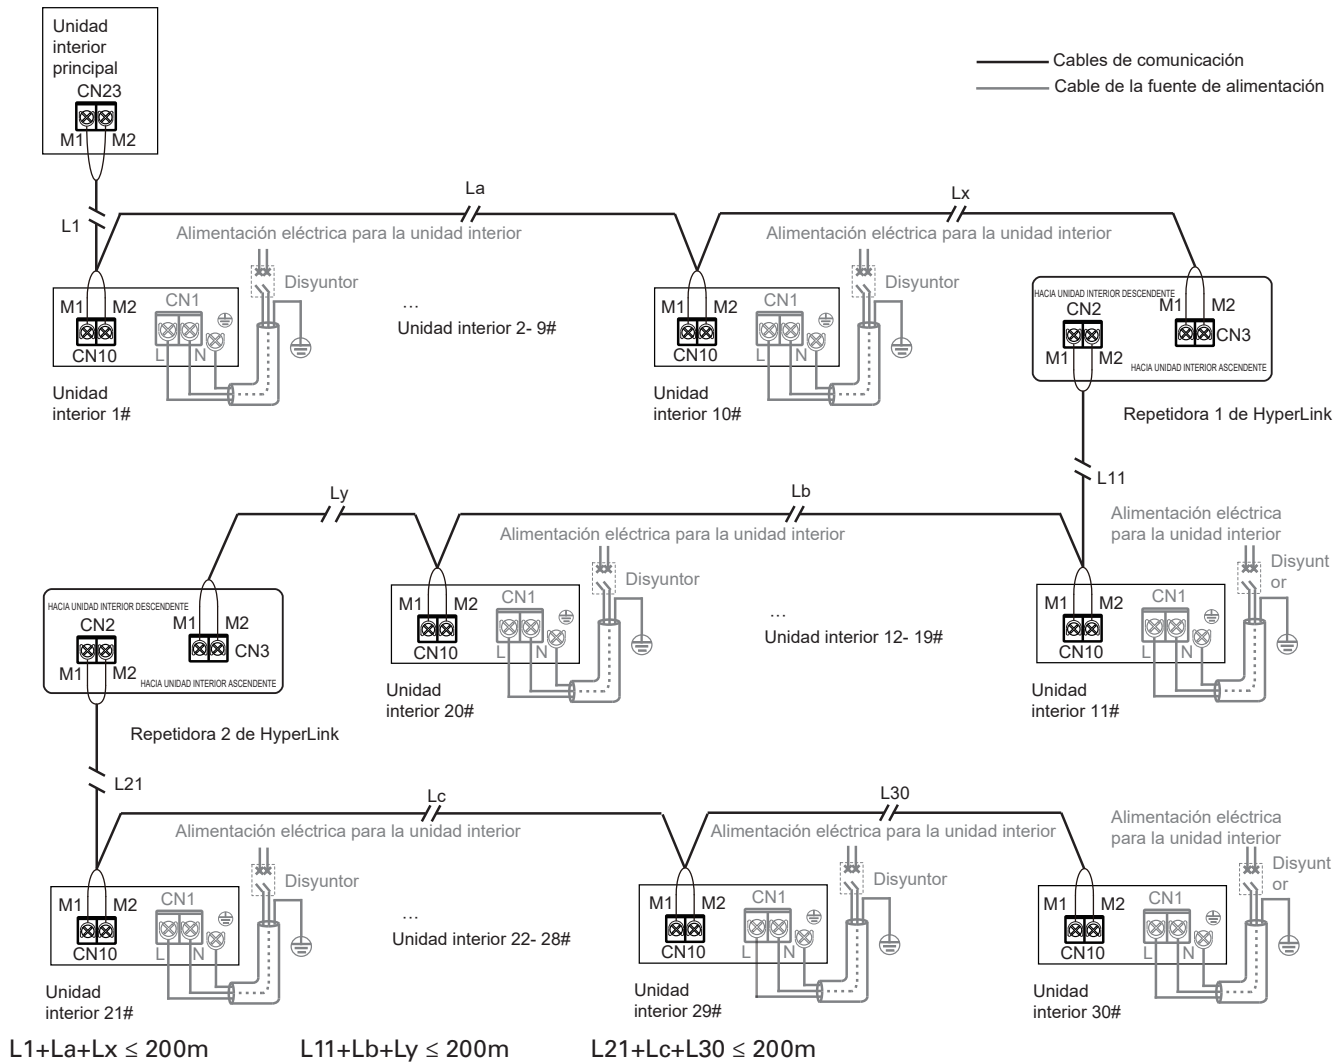 Unidad
interior
principal
CN23
M1 M2
Cables de comunicación
Cable de la fuente de alimentación
L1
La
Lx
Alimentación eléctrica para la unidad interior
Disyuntor
M1 M2
CN1
CN10
L N
Unidad
interior 1#
...
Unidad interior 2- 9#
Alimentación eléctrica para la unidad interior
Disyuntor
M1 M2
CN1
CN10
L N
Unidad
interior 10#
HACIA UNIDAD INTERIOR DESCENDENTE
M1 M2
CN2
CN3
M1 M2
HACIA UNIDAD INTERIOR ASCENDENTE
Repetidora 1 de HyperLink
L11
Ly
Lb
Alimentación eléctrica para la unidad interior
Disyuntor
Alimentación eléctrica
para la unidad interior
Disyunt
or
HACIA UNIDAD INTERIOR DESCENDENTE
M1 M2
CN2
CN3
M1 M2
HACIA UNIDAD INTERIOR ASCENDENTE
Repetidora 2 de HyperLink
M1 M2
CN1
CN10
L N
Unidad
interior 20#
...
Unidad interior 12- 19#
M1 M2
CN1
CN10
L N
Unidad
interior 11#
L21
Lc
L30
Alimentación eléctrica para la unidad interior
Disyuntor
M1 M2
CN1
CN10
L N
Unidad
interior 21#
...
Unidad interior 22- 28#
Alimentación eléctrica para la unidad interior
Disyuntor
M1 M2
CN1
CN10
L N
Unidad
interior 29#
Alimentación eléctrica
para la unidad interior
Disyunt
or
M1 M2
CN1
CN10
L N
Unidad
interior 30#
L1+La+Lx ≤ 200m
L11+Lb+Ly ≤ 200m
L21+Lc+L30 ≤ 200m